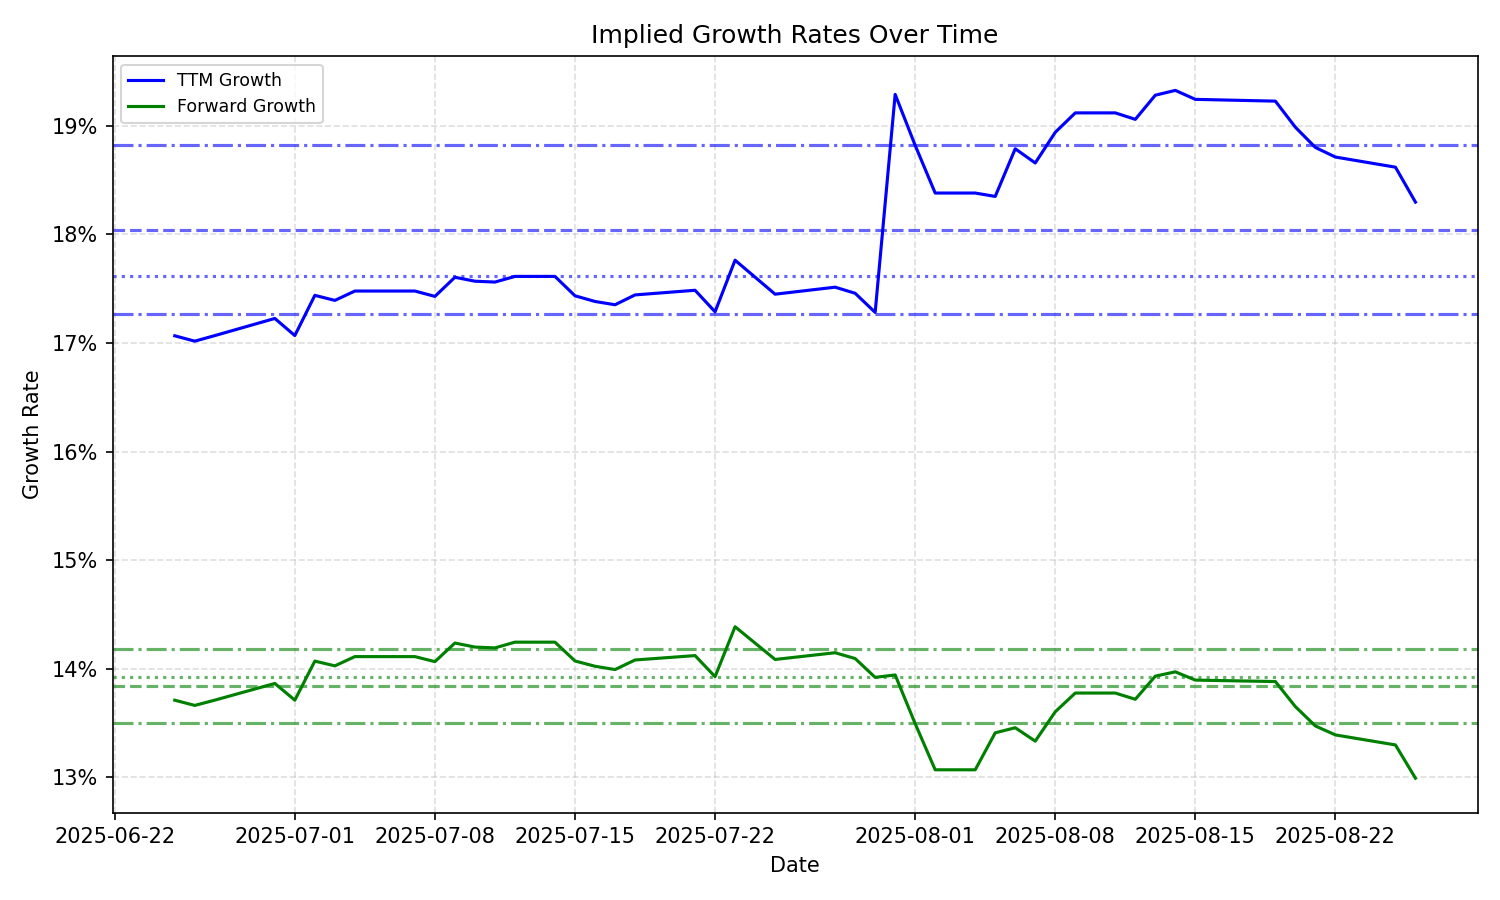 Implied Growth Rates Over Time
TTM Growth
Forward Growth
19%
18%
17%
16%
15%
14%
13%
Growth Rate
2025-06-22 2025-07-01 2025-07-08 2025-07-15 2025-07-22 2025-08-01 2025-08-08 2025-08-15 2025-08-22
Date